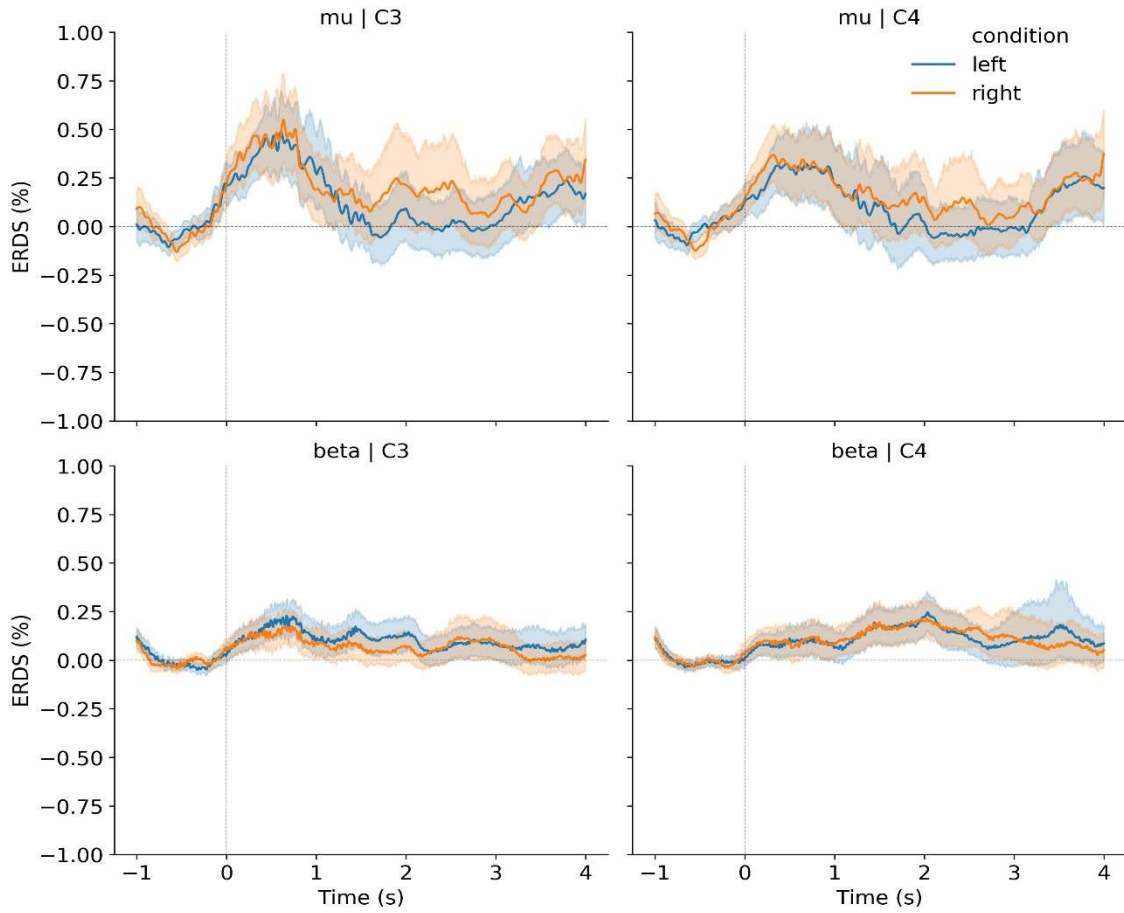 mu | C3
mu | C4
condition
left
right
ERDS (%)
1.00
0.75
0.50
0.25
0.00
−0.25
−0.50
−0.75
−1.00
beta | C3
beta | C4
ERDS (%)
1.00
0.75
0.50
0.25
0.00
−0.25
−0.50
−0.75
−1.00
−1 0 1 2 3 4
−1 0 1 2 3 4
Time (s)
Time (s)